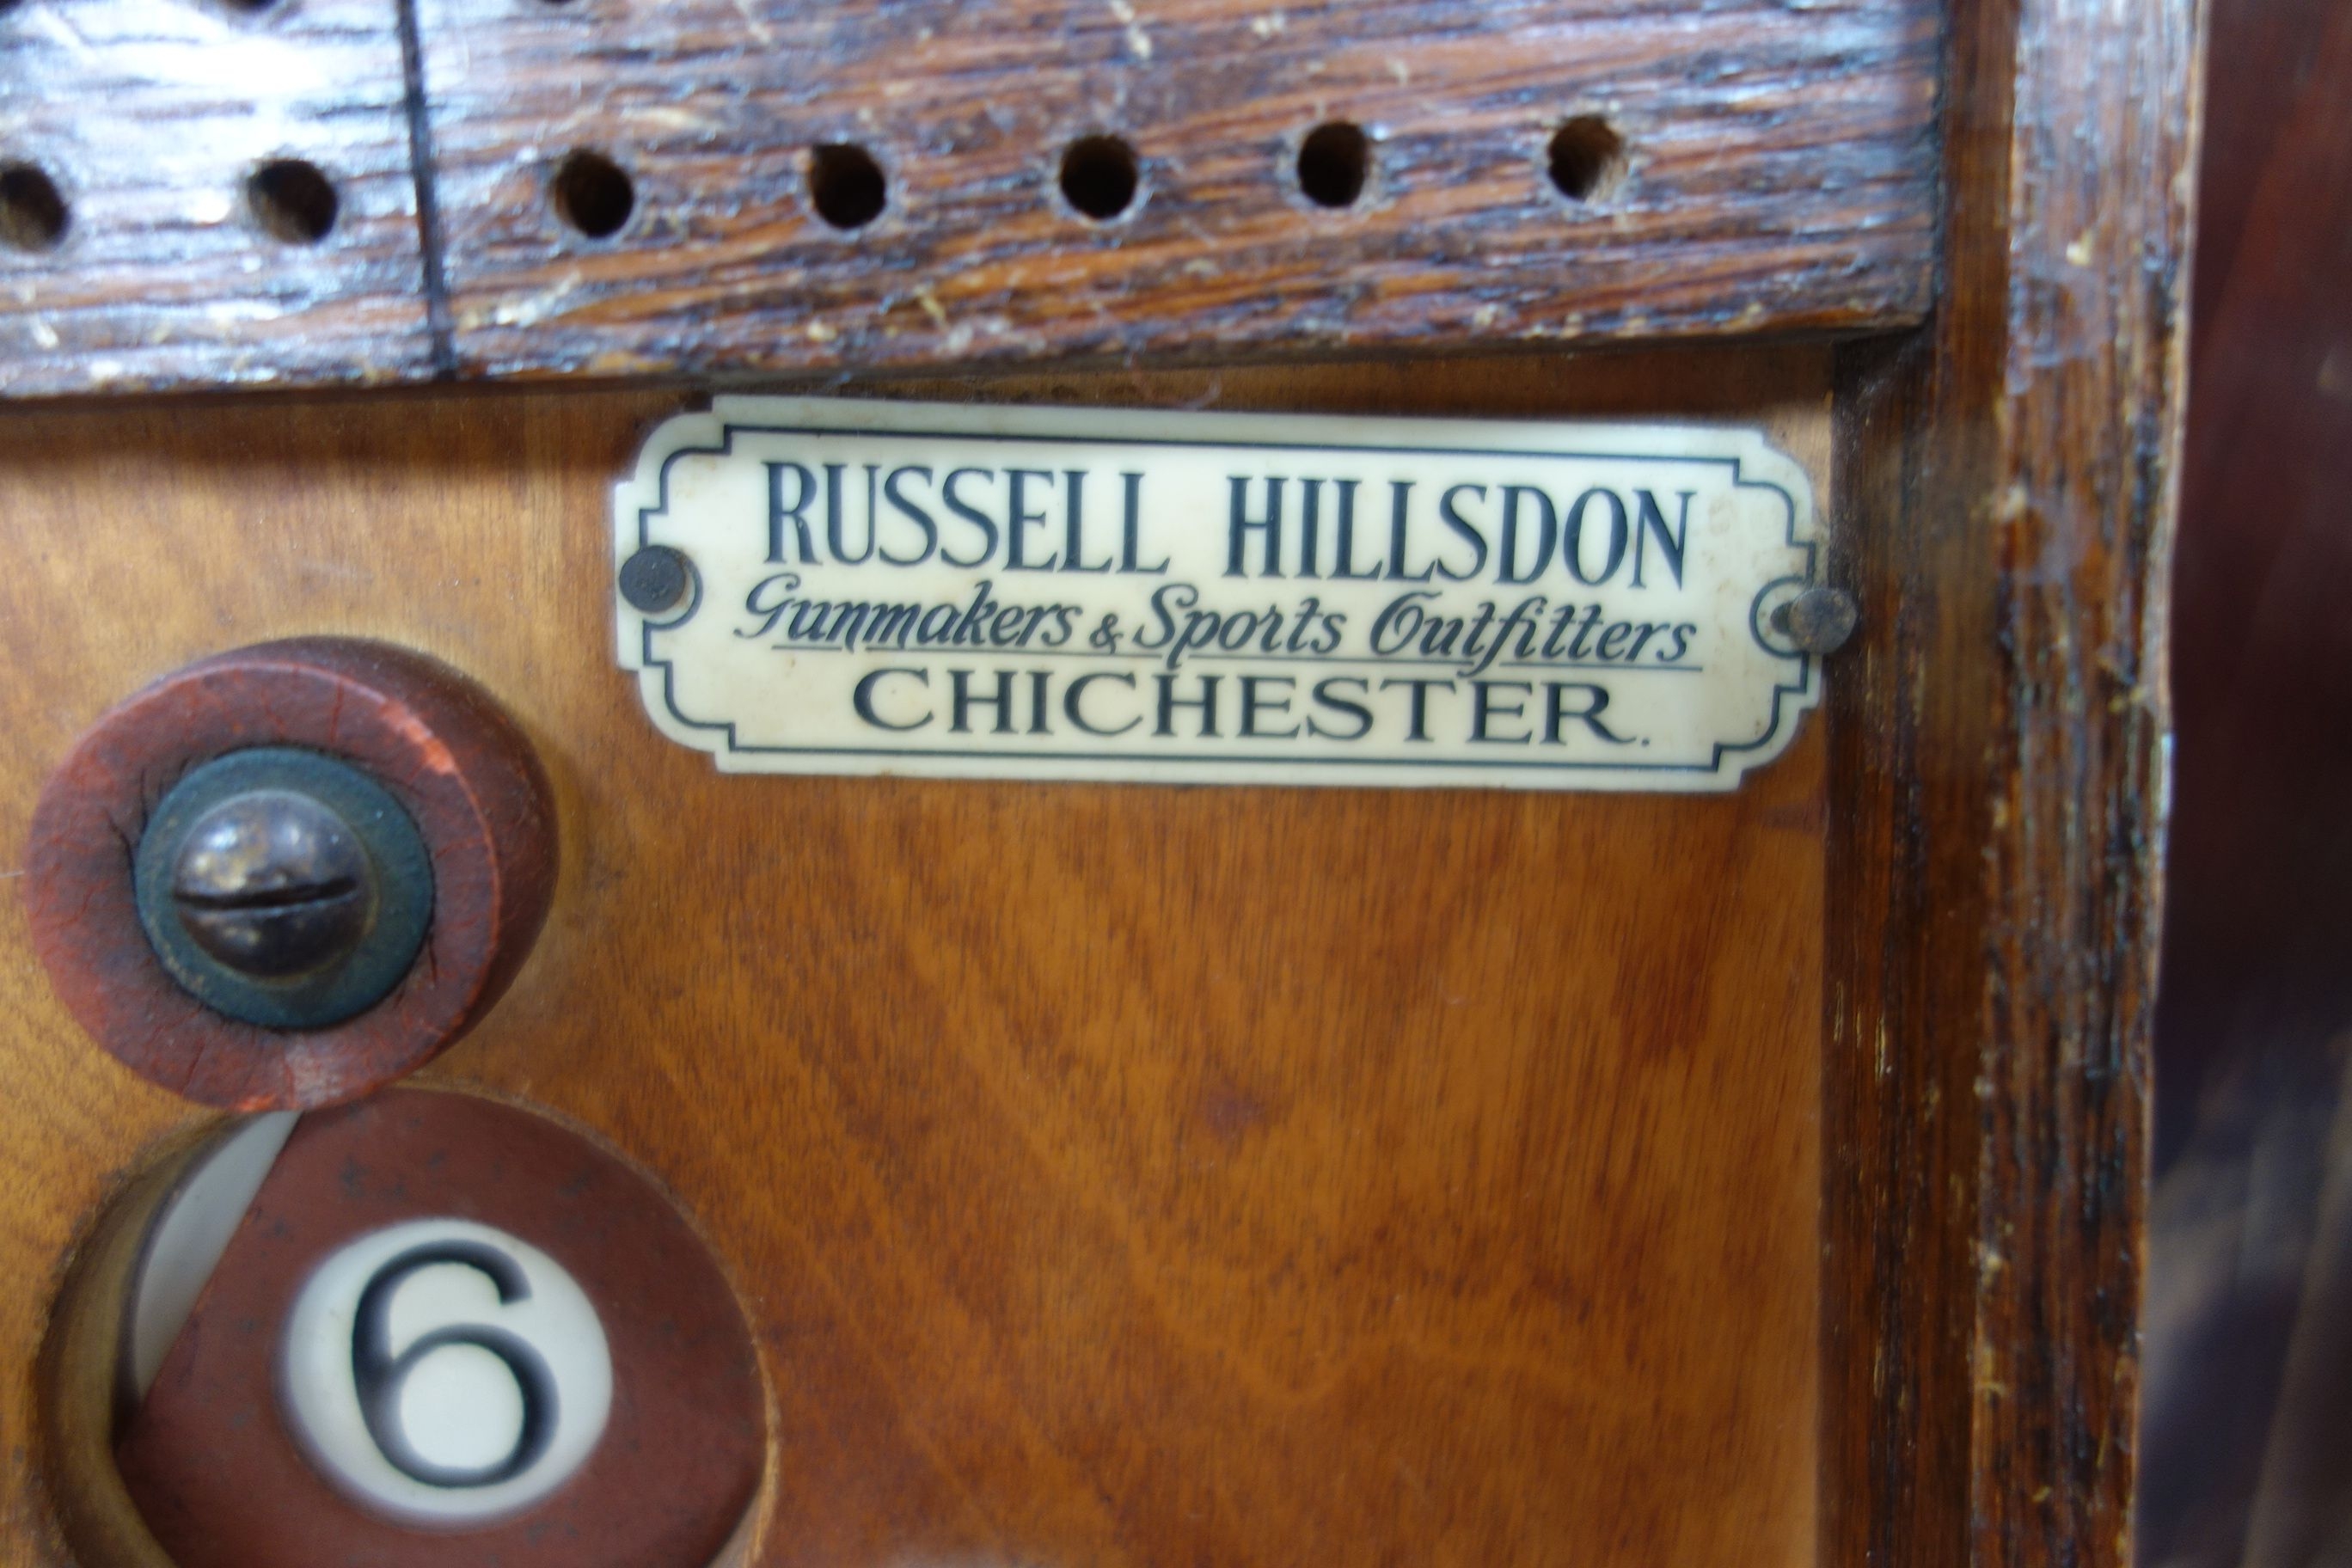 RUSSELL HILLSDON
Gunmakers & Sports Outfitters
CHICHESTER.
6